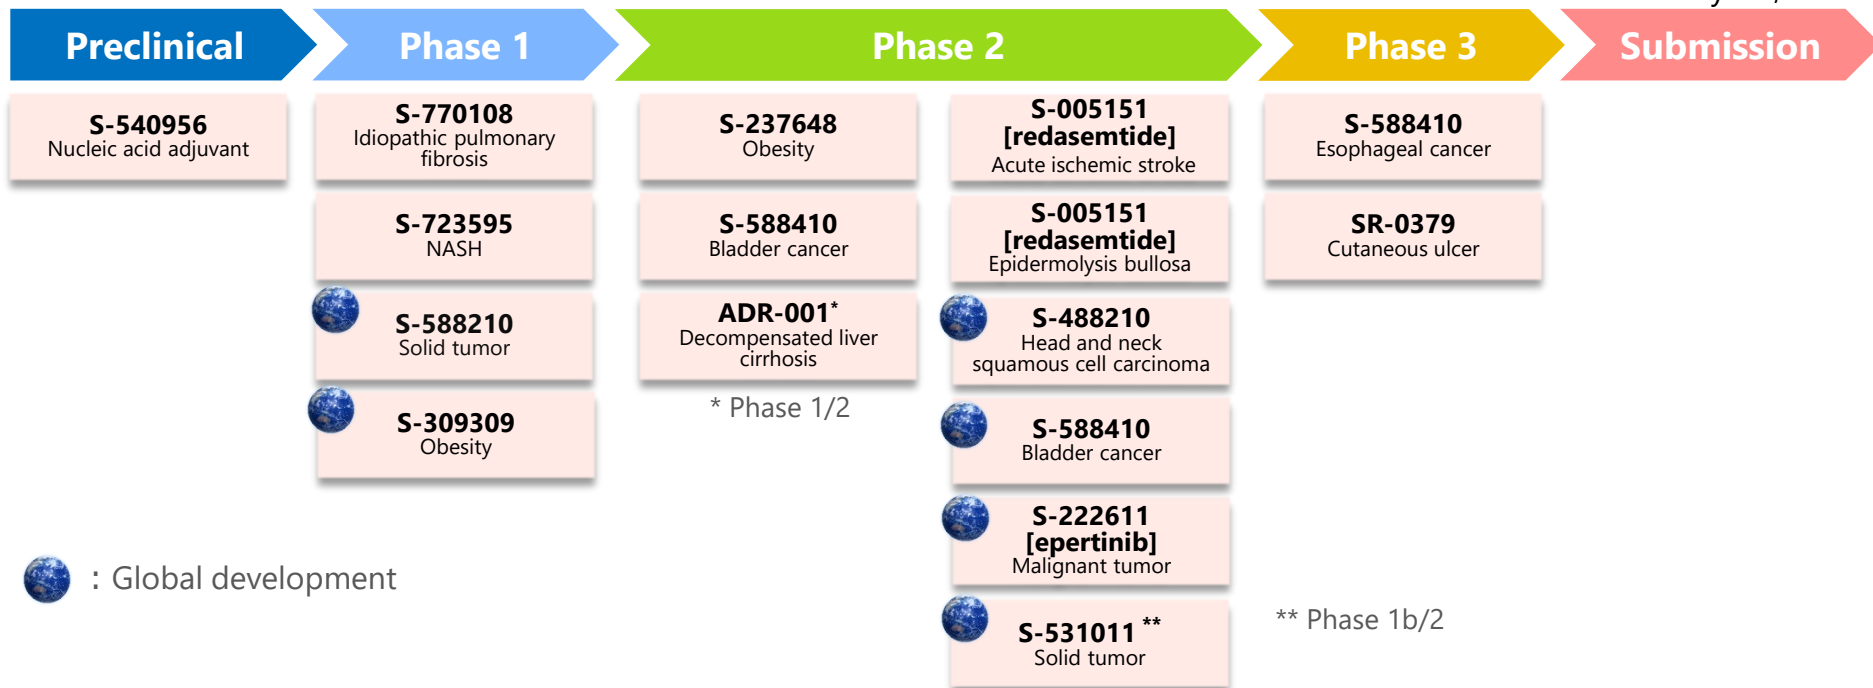 Preclinical
Phase 1
Phase 2
Phase 3
Submission
S-540956
Nucleic acid adjuvant
S-770108
Idiopathic pulmonary
fibrosis
S-723595
NASH
S-588210
Solid tumor
S-309309
Obesity
S-237648
Obesity
S-588410
Bladder cancer
ADR-001*
Decompensated liver
cirrhosis
* Phase 1/2
S-005151
[redasemtide]
Acute ischemic stroke
S-005151
[redasemtide]
Epidermolysis bullosa
S-488210
Head and neck
squamous cell carcinoma
S-588410
Bladder cancer
S-222611
[epertinib]
Malignant tumor
S-531011 **
Solid tumor
S-588410
Esophageal cancer
SR-0379
Cutaneous ulcer
** Phase 1b/2
: Global development